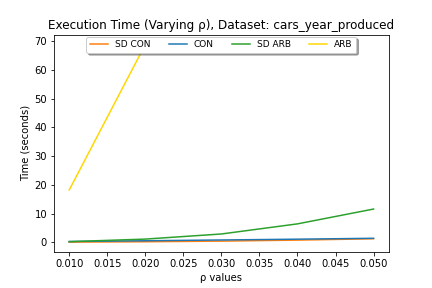 Execution Time (Varying ρ), Dataset: cars_year_produced
SD CON CON SD ARB ARB
70
60
50
40
30
20
10
0
Time (seconds)
0.010 0.015 0.020 0.025 0.030 0.035 0.040 0.045 0.050
ρ values